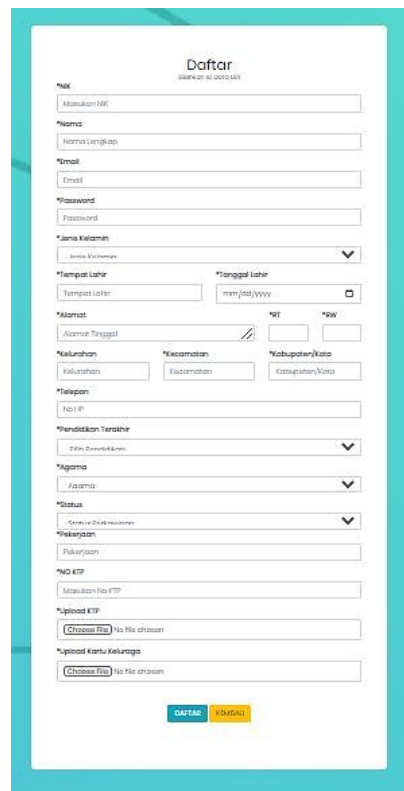 Daftar
Silahkan isi data diri
*NIK
Masukan NIK
*Nama
Nama Lengkap
*Email
Email
*Password
Password
*Jenis Kelamin
- Jenis Kelamin
*Tempat Lahir *Tanggal Lahir
Tempat Lahir mm/dd/yyyy
*Alamat *RT *RW
Alamat Tinggal
*Kelurahan *Kecamatan *Kabupaten/Kota
Kelurahan Kecamatan Kabupaten/Kota
*Telepon
No HP
*Pendidikan Terakhir
- Pilih Pendidikan
*Agama
- Agama
*Status
- Status Perkawinan
*Pekerjaan
Pekerjaan
*NO KTP
Masukan No KTP
*Upload KTP
Choose File No file chosen
*Upload Kartu Keluraga
Choose File No file chosen
DAFTAR KEMBALI